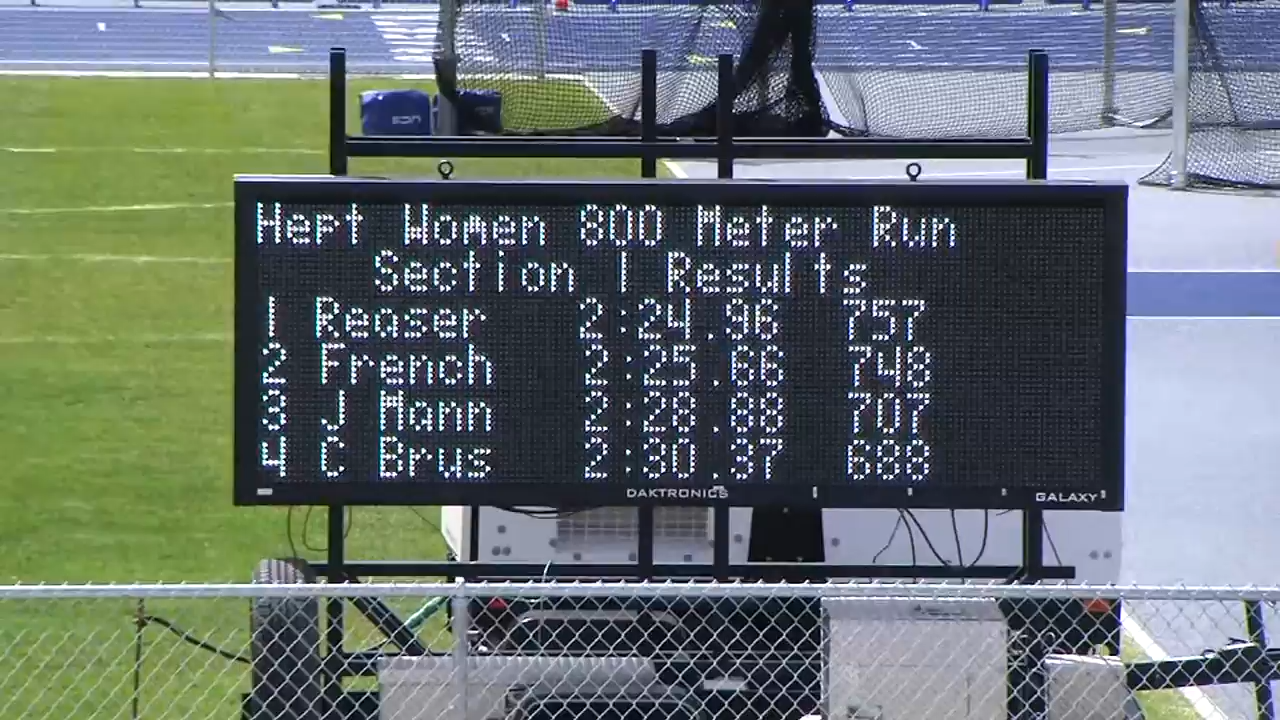 Hept Women 800 Meter Run
Section 1 Results
1 Reaser 2:24.96 757
2 French 2:25.66 748
3 J Mann 2:28.88 707
4 C Brus 2:30.37 688
DAKTRONICS GALAXY